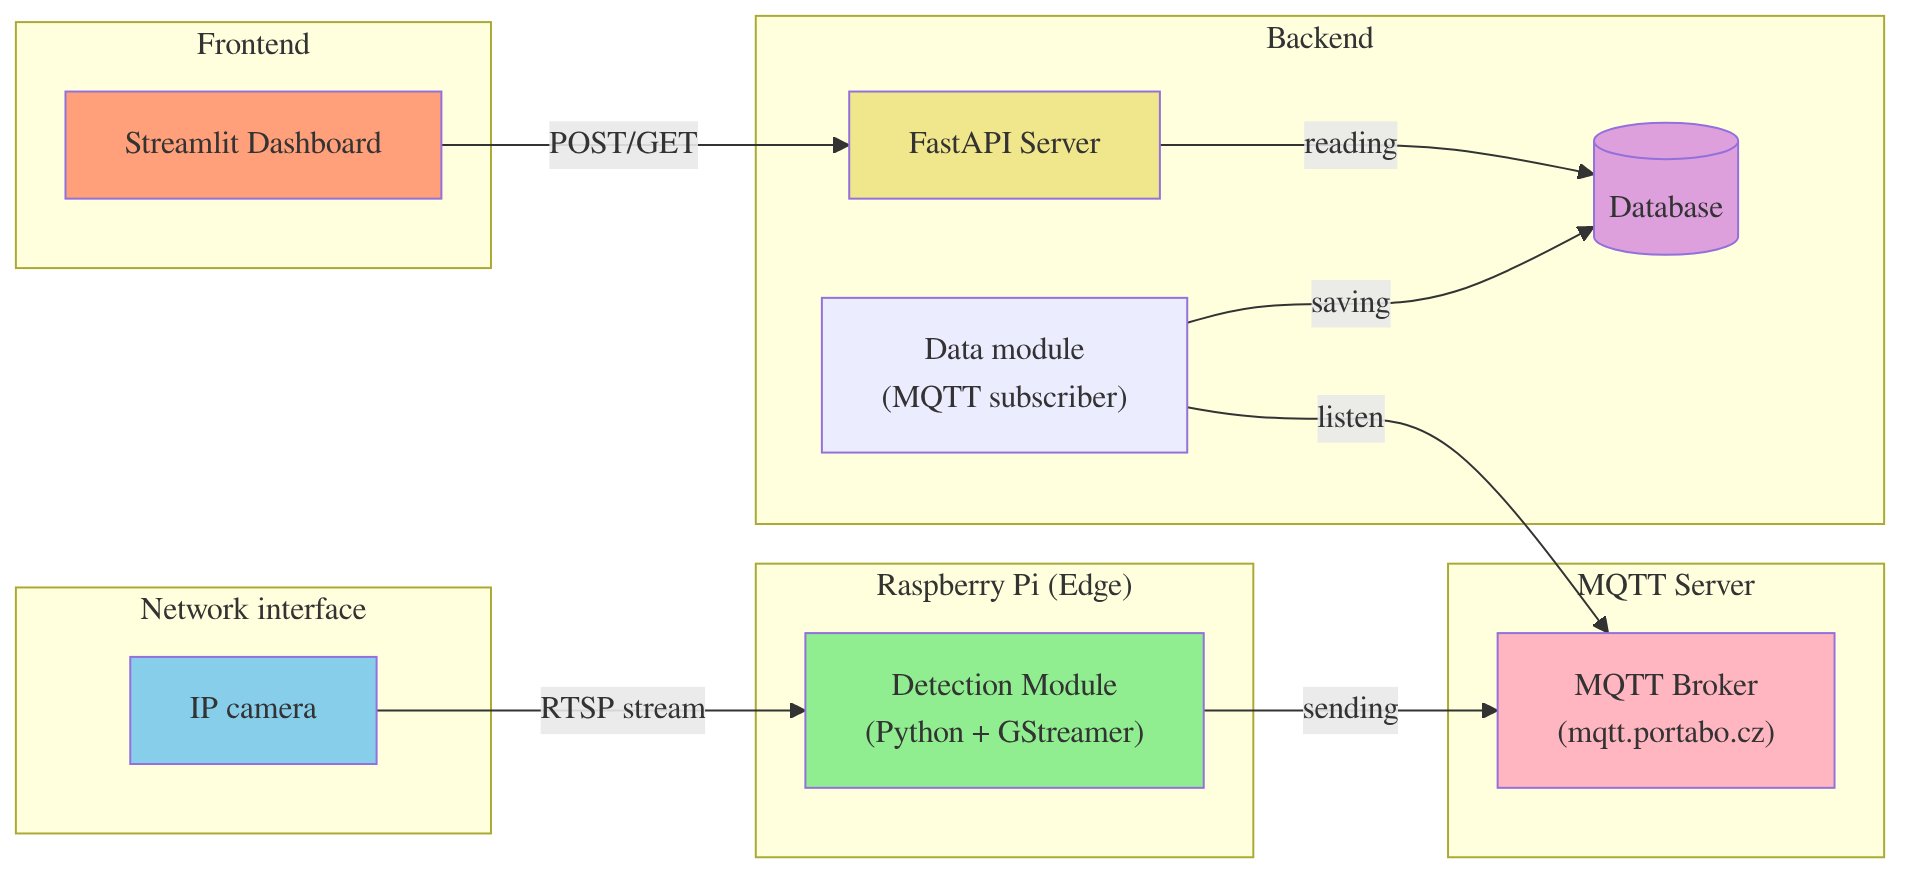 Frontend
Streamlit Dashboard
POST/GET
Backend
FastAPI Server
reading
Database
Data module
(MQTT subscriber)
saving
listen
Network interface
IP camera
RTSP stream
Raspberry Pi (Edge)
Detection Module
(Python + GStreamer)
sending
MQTT Server
MQTT Broker
(mqtt.portabo.cz)